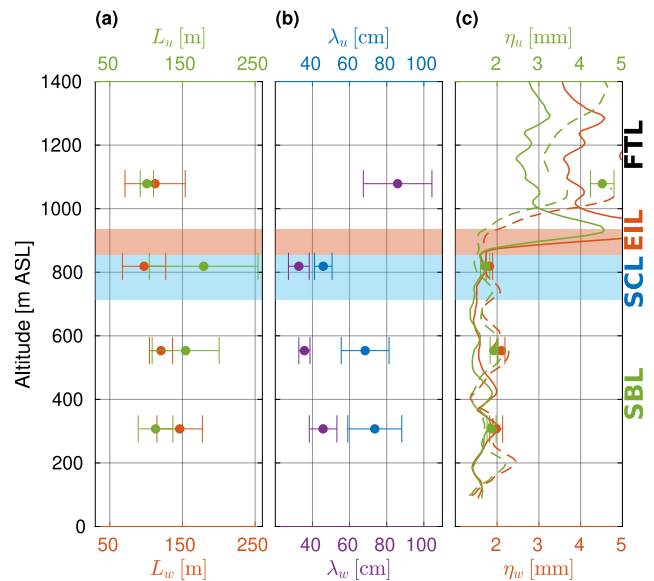 (a) (b) (c)
L_u [m] λ_u [cm] η_u [mm]
50 150 250 40 60 80 100 2 3 4 5
1400
1200
1000
800
600
400
200
0
Altitude [m ASL]
FTL
EIL
SCL
SBL
50 150 250 40 60 80 100 2 3 4 5
L_w [m] λ_w [cm] η_w [mm]